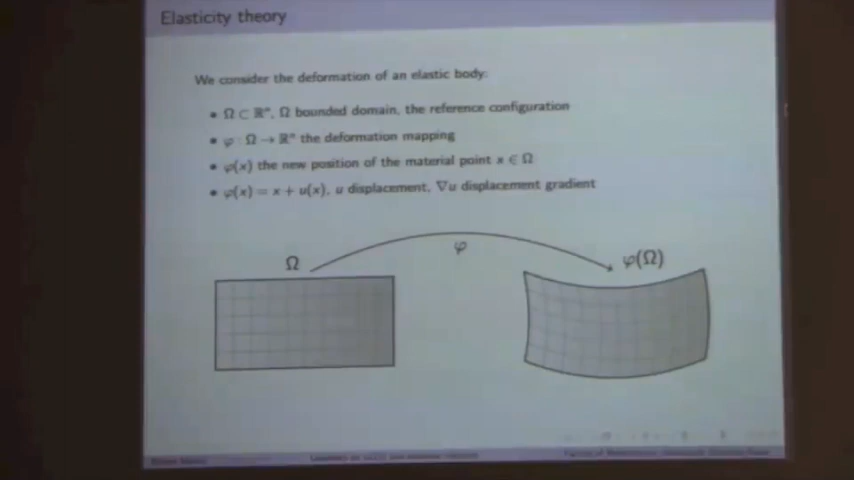 Elasticity theory
We consider the deformation of an elastic body:
• Ω ⊂ ℝⁿ, Ω bounded domain, the reference configuration
• φ : Ω → ℝⁿ the deformation mapping
• φ(x) the new position of the material point x ∈ Ω
• φ(x) = x + u(x), u displacement, ∇u displacement gradient
φ
Ω
φ(Ω)